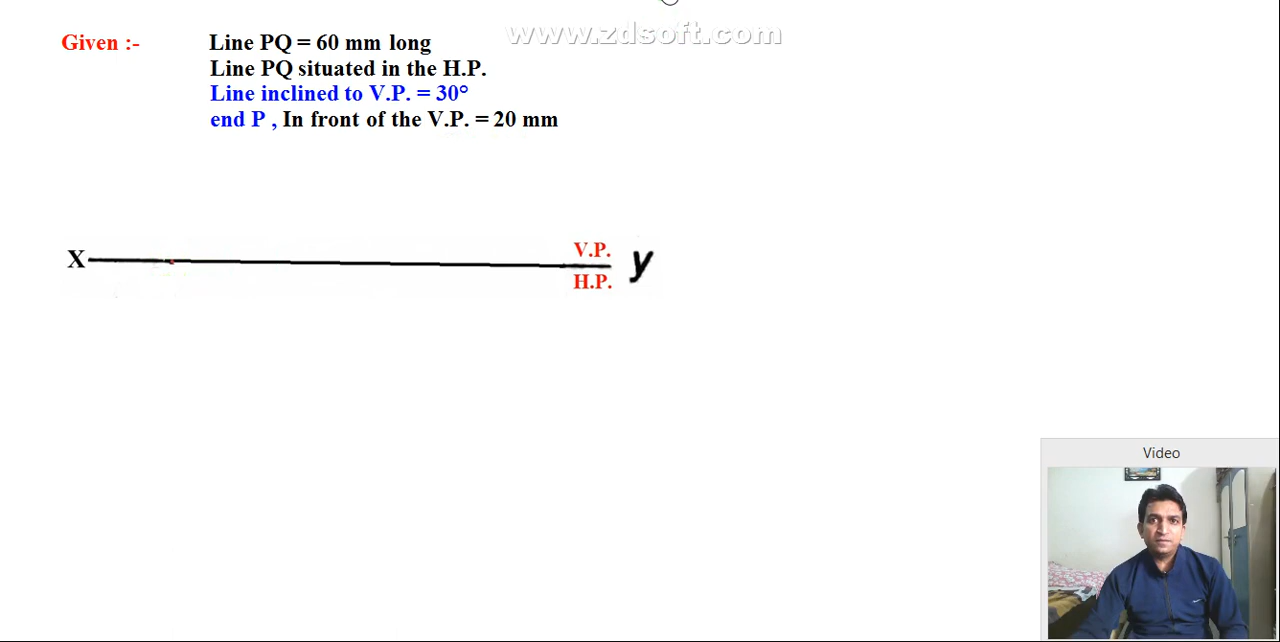 www.zdsoft.com
Given :- Line PQ = 60 mm long
Line PQ situated in the H.P.
Line inclined to V.P. = 30°
end P , In front of the V.P. = 20 mm
V.P.
X y
H.P.
Video